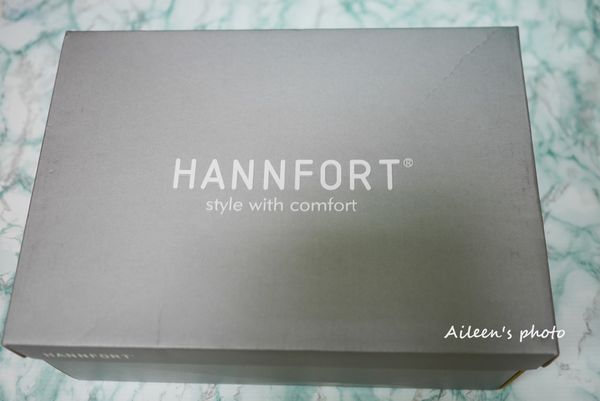 HANNFORT®
style with comfort
Aileen's photo
HANNFORT